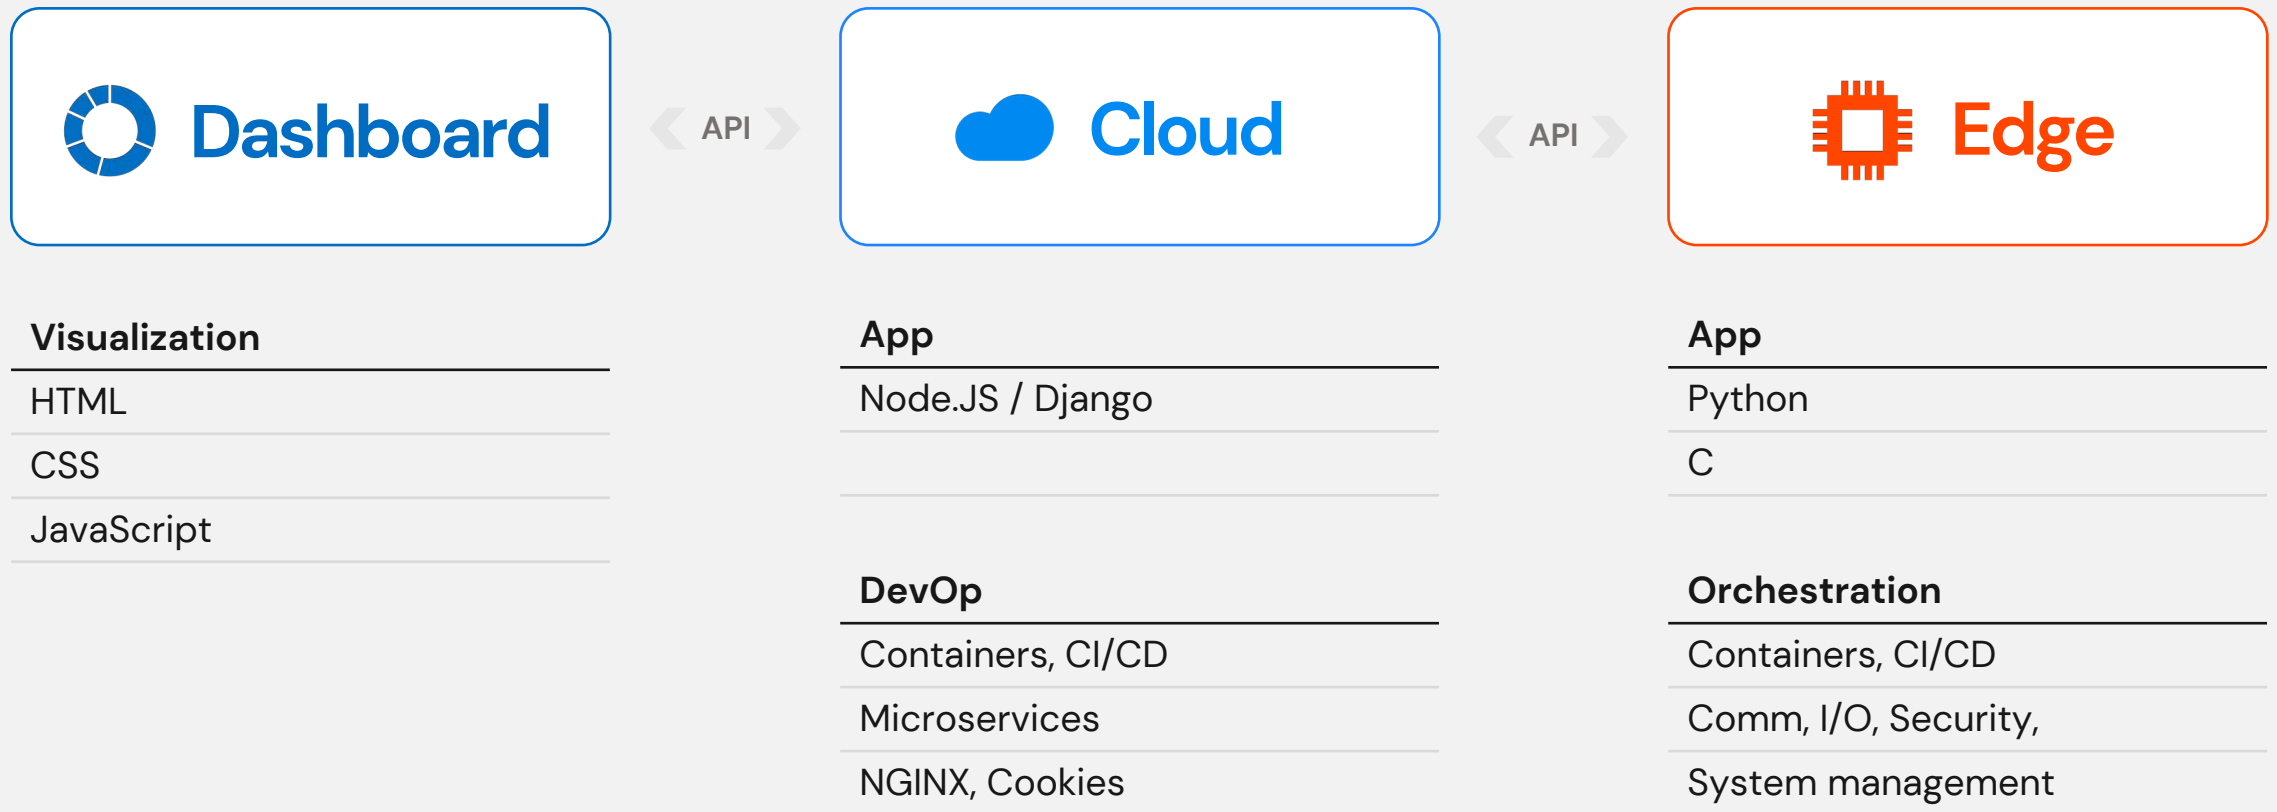 Dashboard
API
Cloud
API
Edge
Visualization
HTML
CSS
JavaScript
App
Node.JS / Django
DevOp
Containers, CI/CD
Microservices
NGINX, Cookies
App
Python
C
Orchestration
Containers, CI/CD
Comm, I/O, Security,
System management